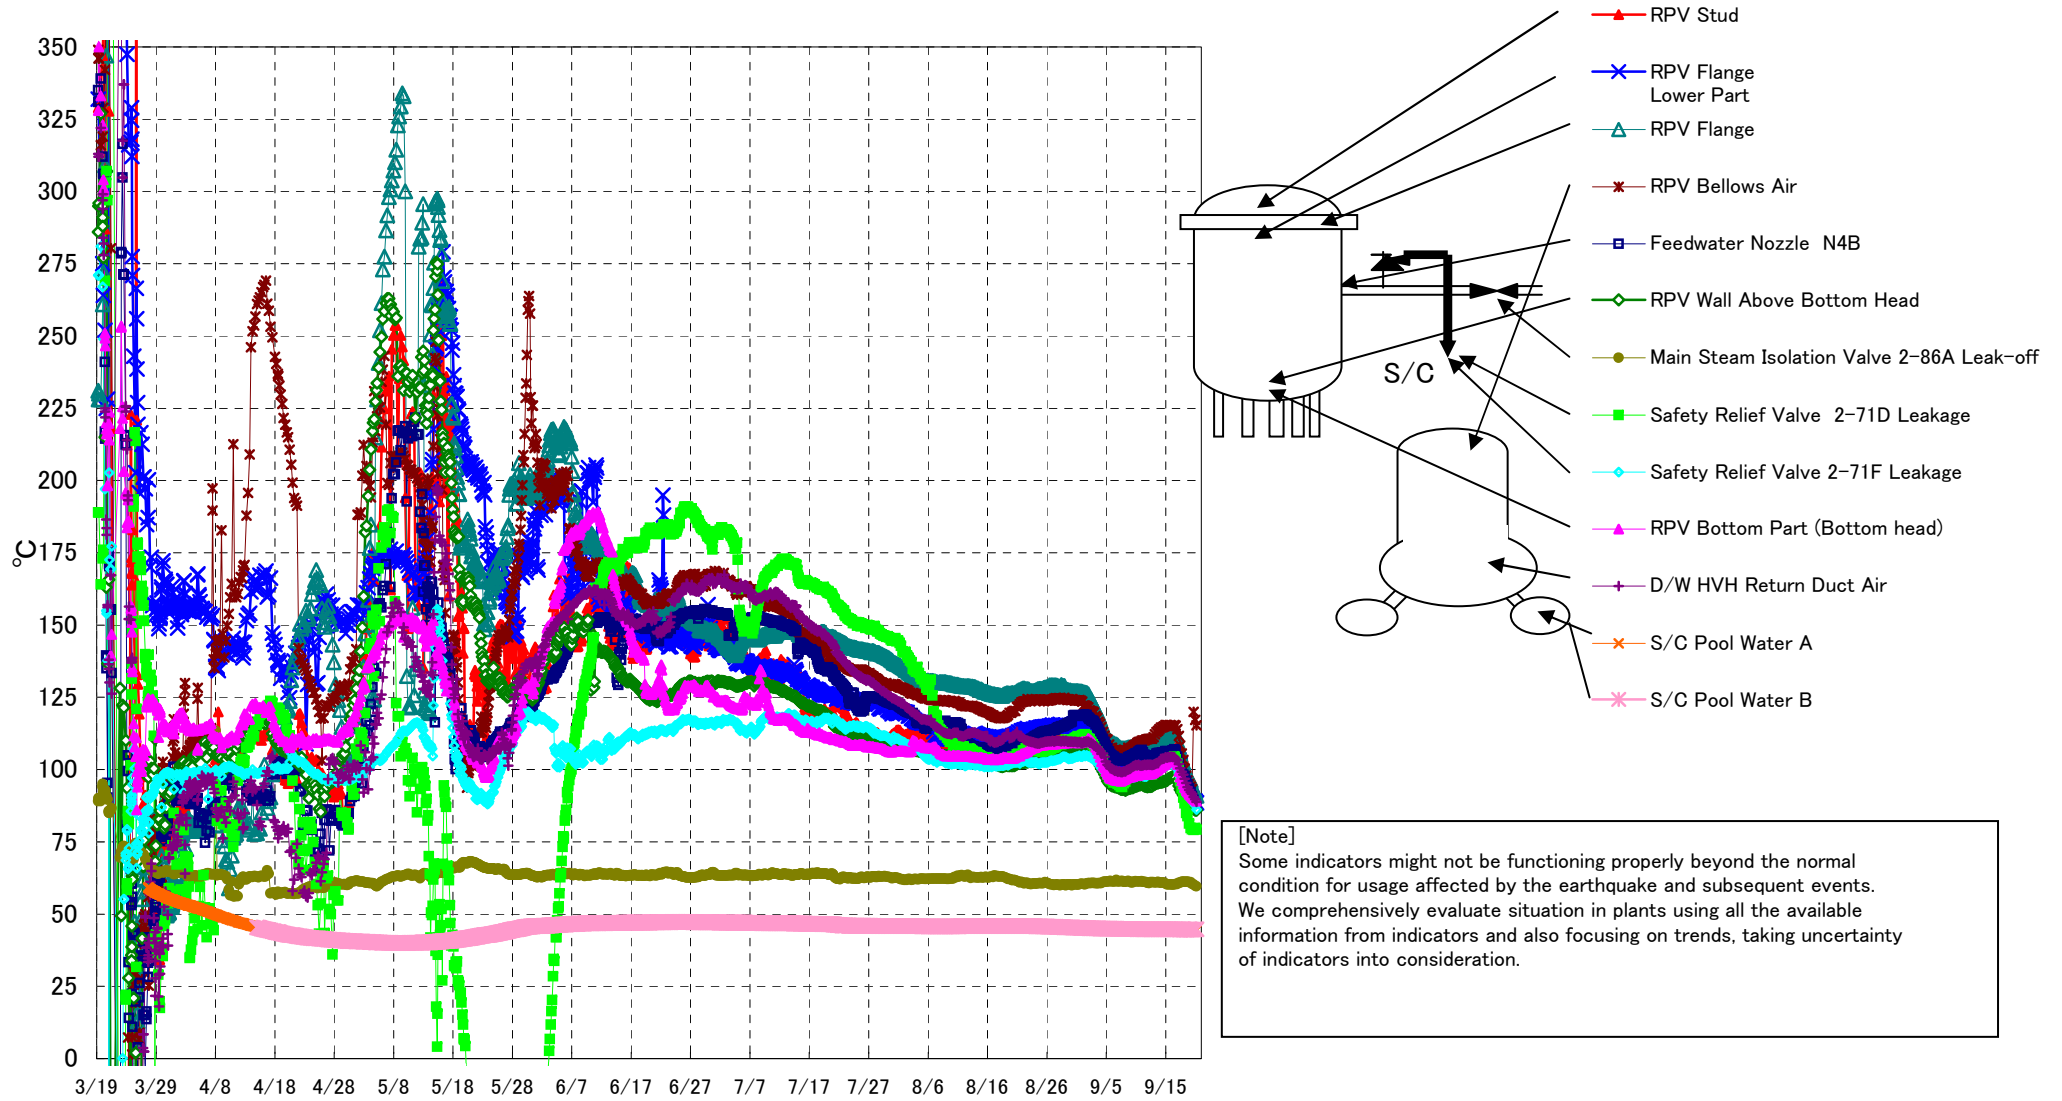 350
325
300
275
250
225
200
175
150
125
100
75
50
25
0
℃
3/19 3/29 4/8 4/18 4/28 5/8 5/18 5/28 6/7 6/17 6/27 7/7 7/17 7/27 8/6 8/16 8/26 9/5 9/15
RPV Stud
RPV Flange
Lower Part
RPV Flange
RPV Bellows Air
Feedwater Nozzle N4B
RPV Wall Above Bottom Head
Main Steam Isolation Valve 2-86A Leak-off
Safety Relief Valve 2-71D Leakage
Safety Relief Valve 2-71F Leakage
RPV Bottom Part (Bottom head)
D/W HVH Return Duct Air
S/C Pool Water A
S/C Pool Water B
S/C
[Note]
Some indicators might not be functioning properly beyond the normal
condition for usage affected by the earthquake and subsequent events.
We comprehensively evaluate situation in plants using all the available
information from indicators and also focusing on trends, taking uncertainty
of indicators into consideration.